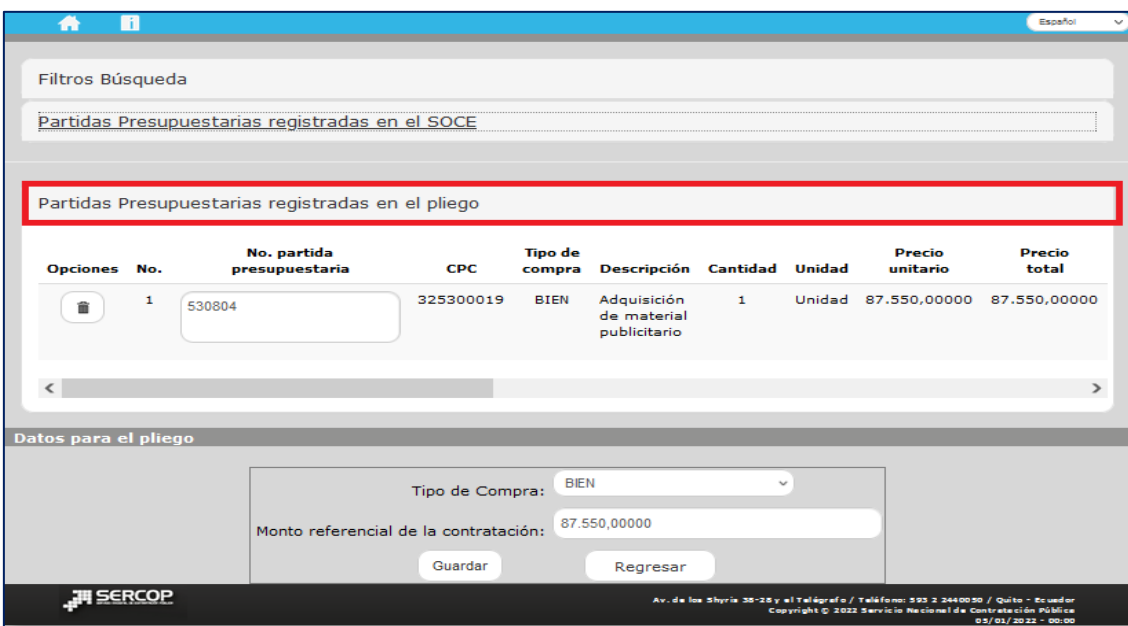 Español
Filtros Búsqueda
Partidas Presupuestarias registradas en el SOCE
Partidas Presupuestarias registradas en el pliego
Opciones No. No. partida presupuestaria CPC Tipo de compra Descripción Cantidad Unidad Precio unitario Precio total
1 530804 325300019 BIEN Adquisición de material publicitario 1 Unidad 87.550,00000 87.550,00000
Datos para el pliego
Tipo de Compra: BIEN
Monto referencial de la contratación: 87.550,00000
Guardar Regresar
SERCOP
Av. de los Shyris 38-28 y el Telégrafo / Teléfono: 593 2 2440050 / Quito - Ecuador
Copyright © 2022 Servicio Nacional de Contratación Pública
05/01/2022 - 00:00